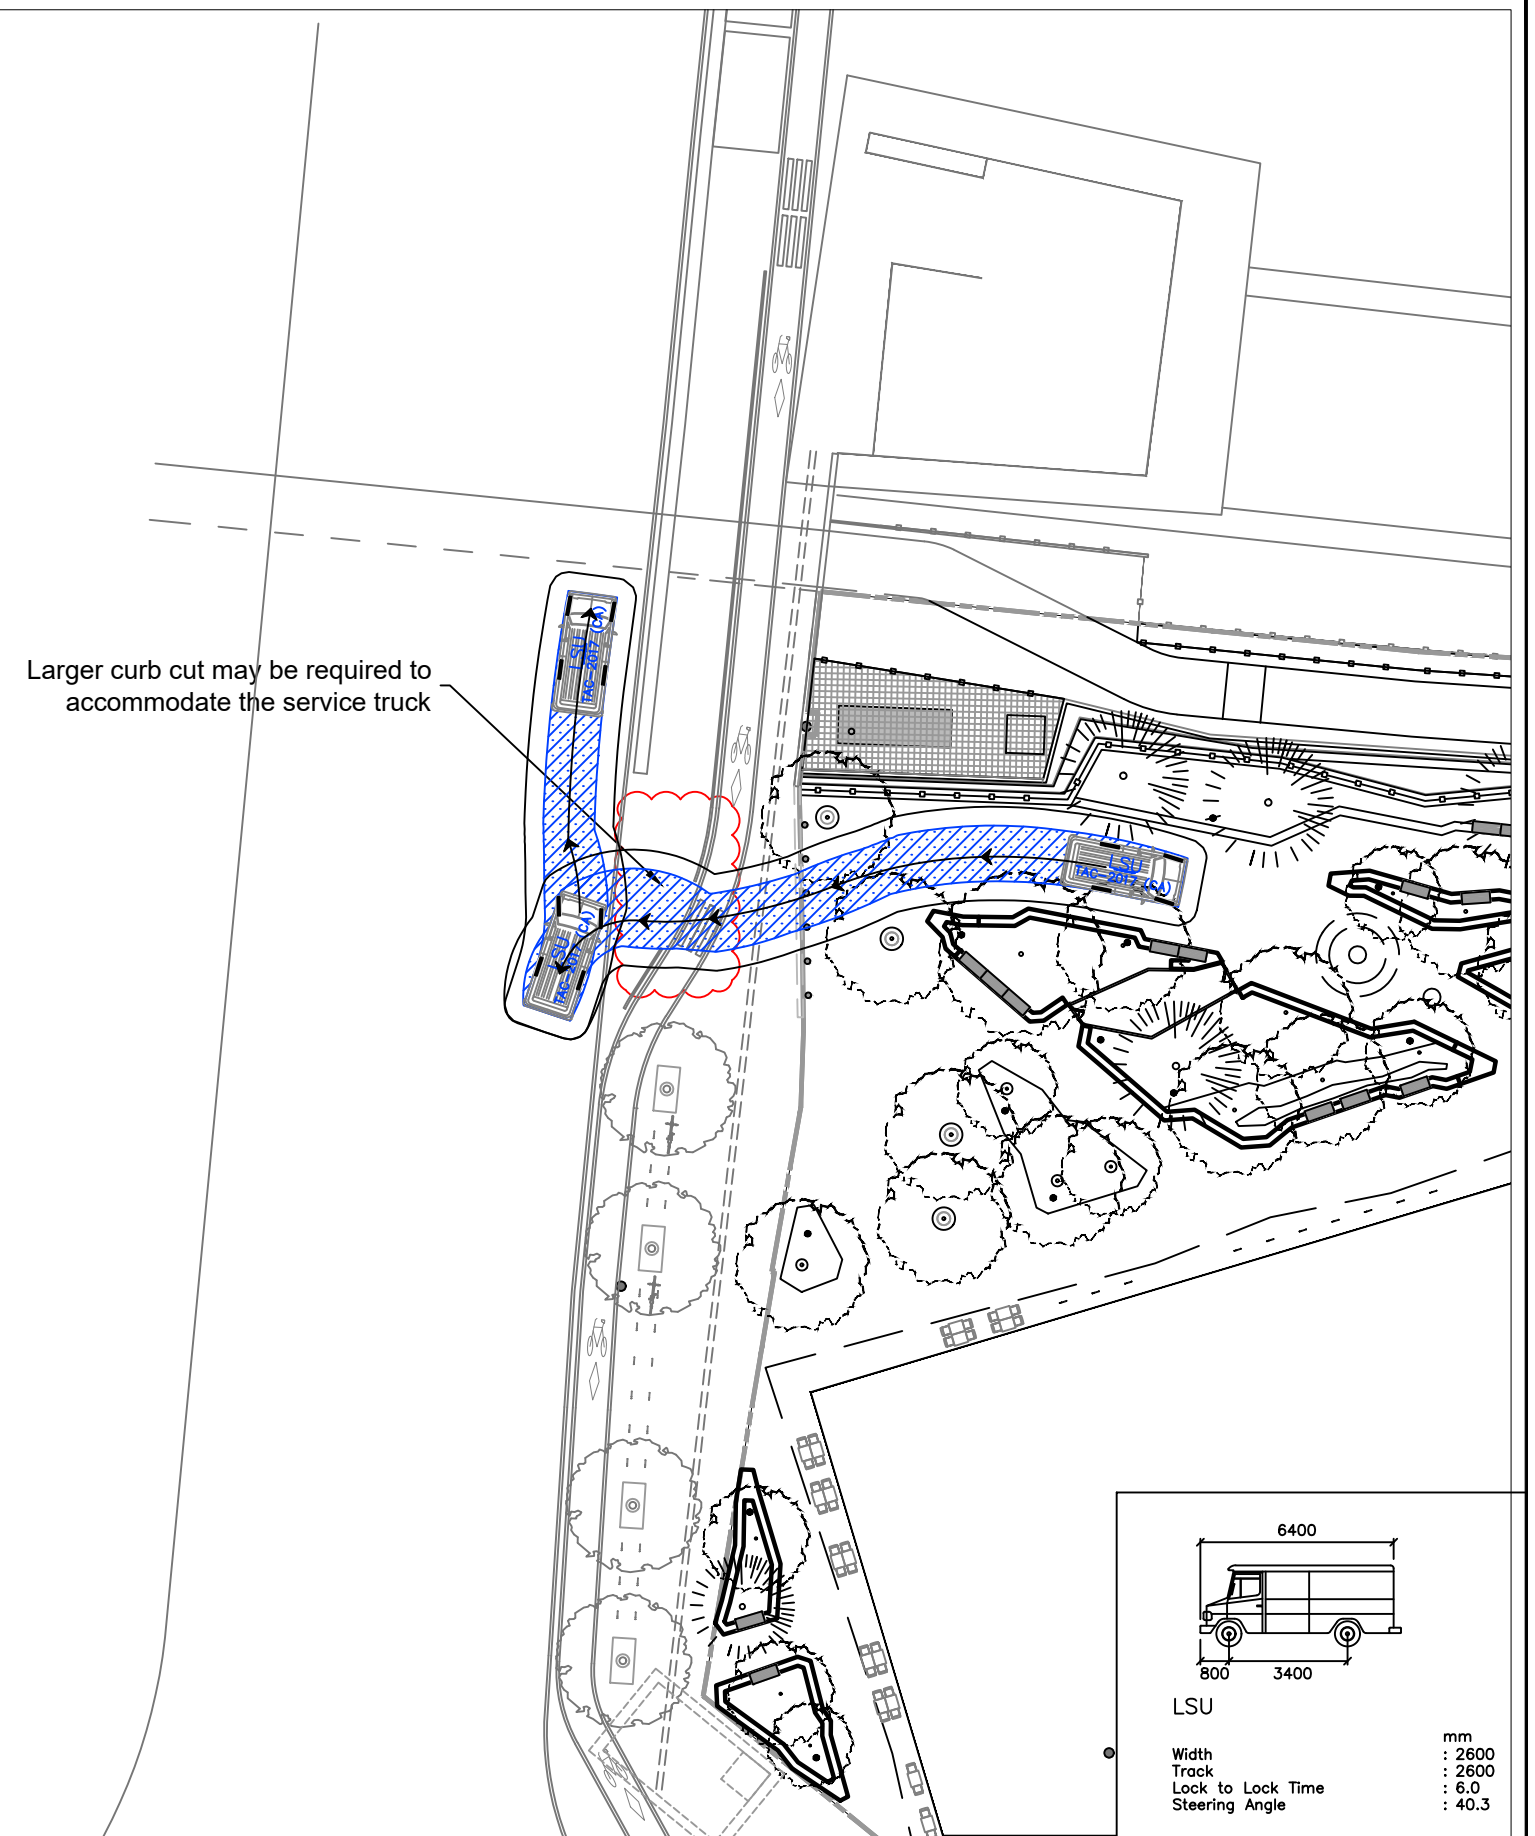 Larger curb cut may be required to
accommodate the service truck
LSU
TAC-2017 (CA)
LSU
TAC-2017 (CA)
LSU
TAC-2017 (CA)
6400
800
3400
LSU
mm
Width : 2600
Track : 2600
Lock to Lock Time : 6.0
Steering Angle : 40.3